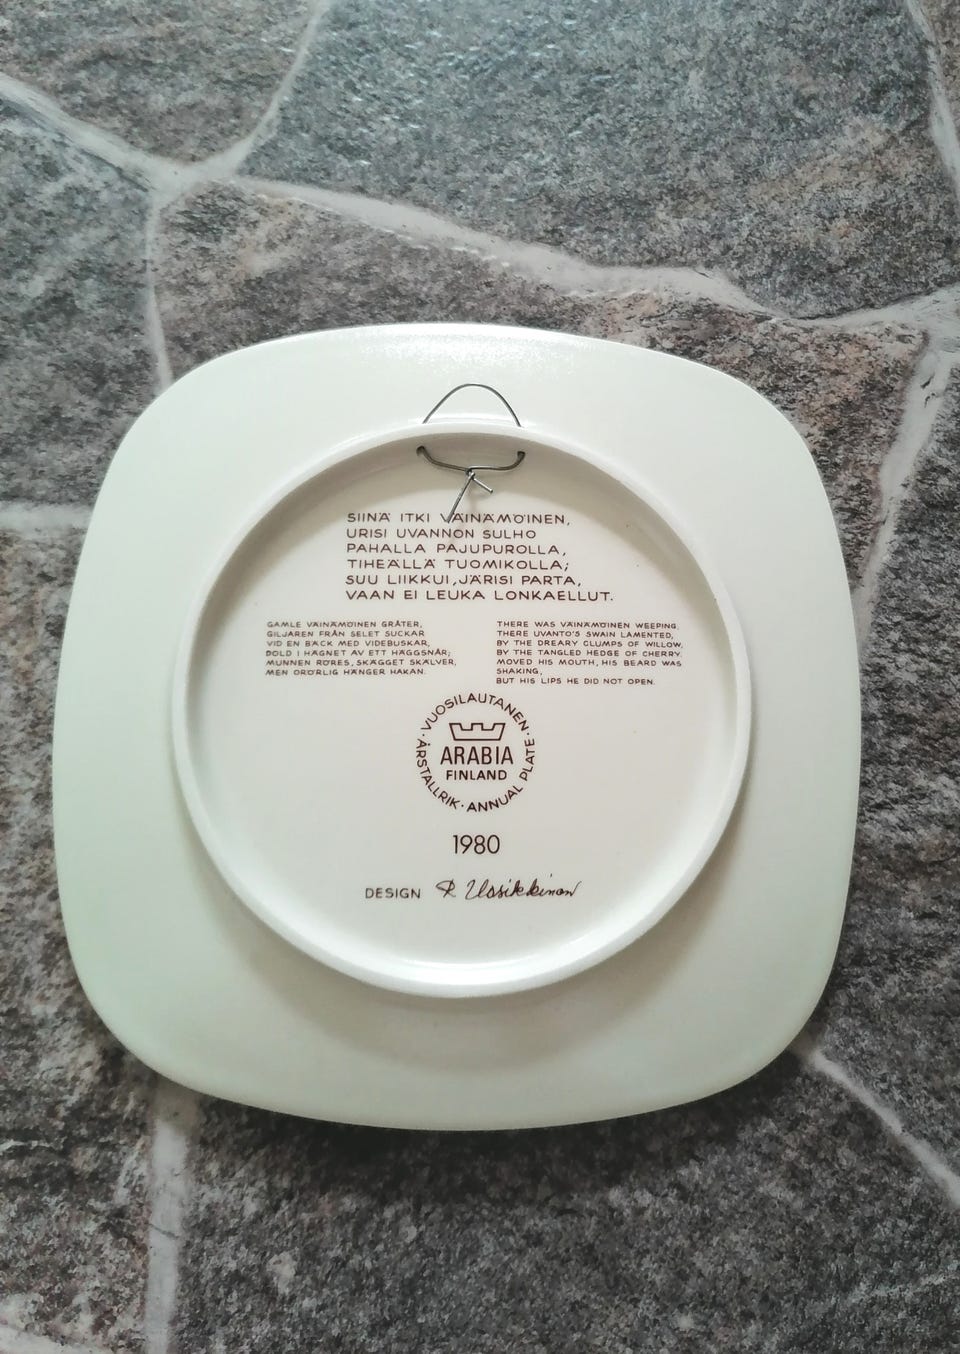 SIINÄ ITKI VÄINÄMÖINEN,
URISI UVANNON SULHO
PAHALLA PAJUPUROLLA,
TIHEÄLLÄ TUOMIKOLLA;
SUU LIIKKUI, JÄRISI PARTA,
VAAN EI LEUKA LONKAELLUT.
GAMLE VÄINÄMÖINEN GRÅTER,
GILJAREN FRÅN SELET SUCKAR
VID EN BÄCK MED VIDEBUSKAR,
DOLD I HÄGNET AV ETT HÄGGSNÅR;
MUNNEN RÖRES, SKÄGGET SKÄLVER,
MEN ORÖRLIG HÄNGER HAKAN.
THERE WAS VÄINÄMÖINEN WEEPING,
THERE UVANTO'S SWAIN LAMENTED,
BY THE DREARY CLUMPS OF WILLOW,
BY THE TANGLED HEDGE OF CHERRY.
MOVED HIS MOUTH, HIS BEARD WAS
SHAKING,
BUT HIS LIPS HE DID NOT OPEN.
VUOSILAUTANEN · ANNUAL PLATE · ÅRSTALLRIK ·
ARABIA
FINLAND
1980
DESIGN R Uosikkinen